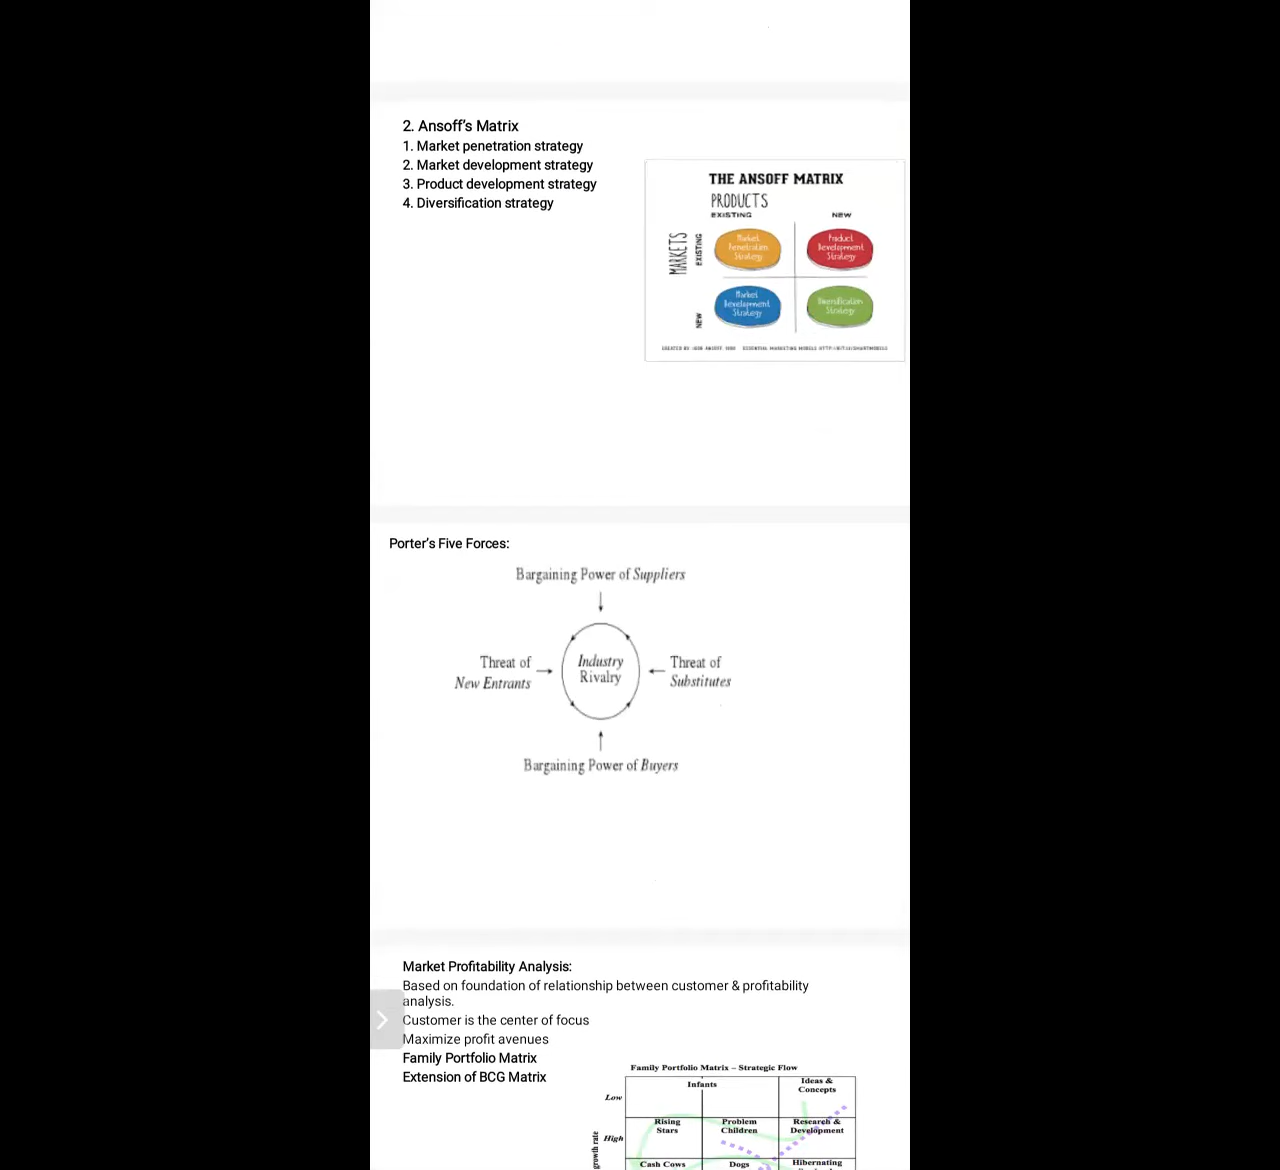 2. Ansoff's Matrix
1. Market penetration strategy
2. Market development strategy
3. Product development strategy
4. Diversification strategy
THE ANSOFF MATRIX
PRODUCTS
EXISTING NEW
MARKETS
EXISTING
Market Penetration Strategy
Product Development Strategy
NEW
Market Development Strategy
Diversification Strategy
Porter's Five Forces:
Bargaining Power of Suppliers
Threat of New Entrants
Industry Rivalry
Threat of Substitutes
Bargaining Power of Buyers
Market Profitability Analysis:
Based on foundation of relationship between customer & profitability
analysis.
Customer is the center of focus
Maximize profit avenues
Family Portfolio Matrix
Extension of BCG Matrix
Family Portfolio Matrix – Strategic Flow
Infants
Ideas & Concepts
Low
Rising Stars
Problem Children
Research & Development
High
growth rate
Cash Cows
Dogs
Hibernating